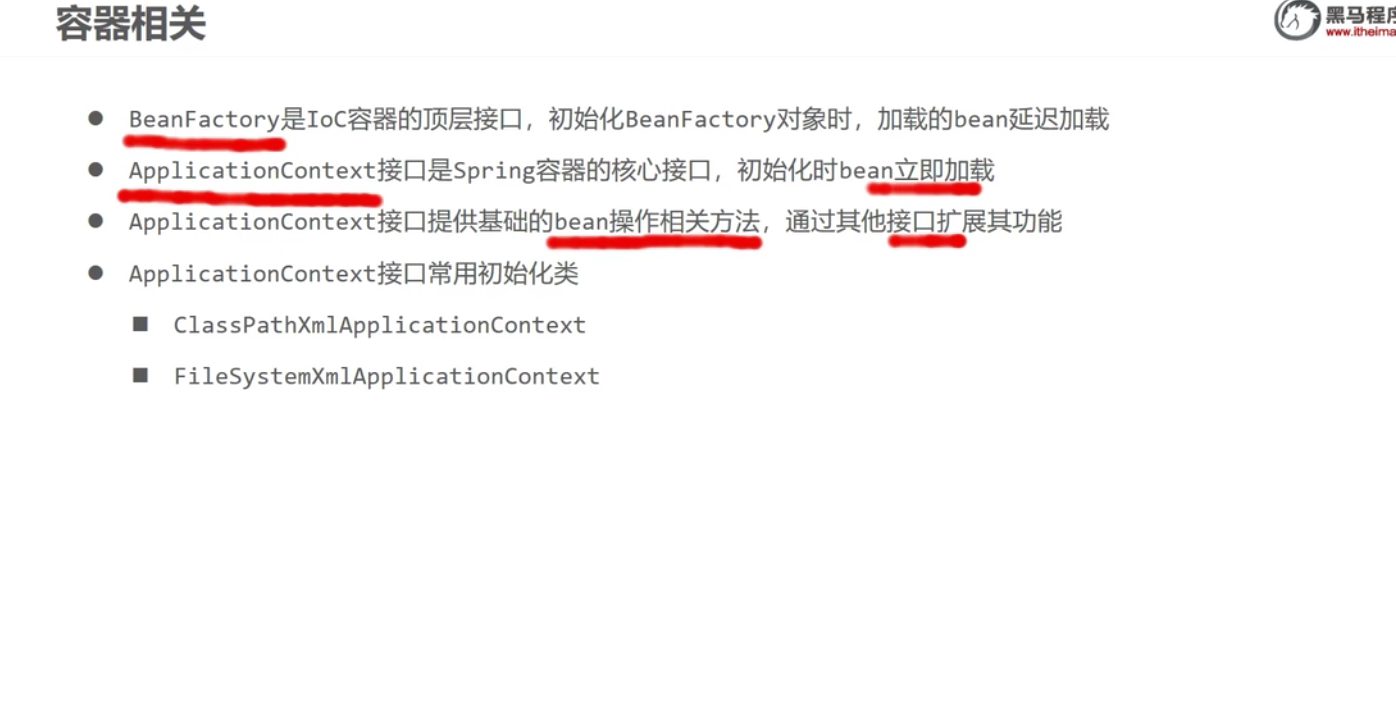 容器相关
黑马程序
www.itheima
● BeanFactory是IoC容器的顶层接口，初始化BeanFactory对象时，加载的bean延迟加载
● ApplicationContext接口是Spring容器的核心接口，初始化时bean立即加载
● ApplicationContext接口提供基础的bean操作相关方法，通过其他接口扩展其功能
● ApplicationContext接口常用初始化类
■ ClassPathXmlApplicationContext
■ FileSystemXmlApplicationContext